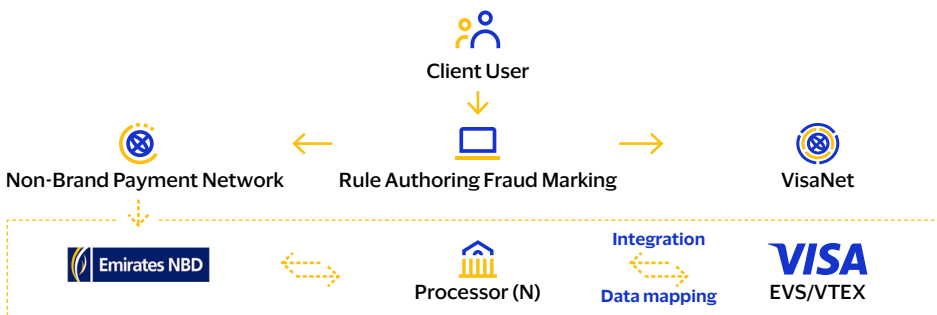 Client User
Non-Brand Payment Network
Rule Authoring Fraud Marking
VisaNet
Emirates NBD
Processor (N)
Integration
Data mapping
VISA
EVS/VTEX